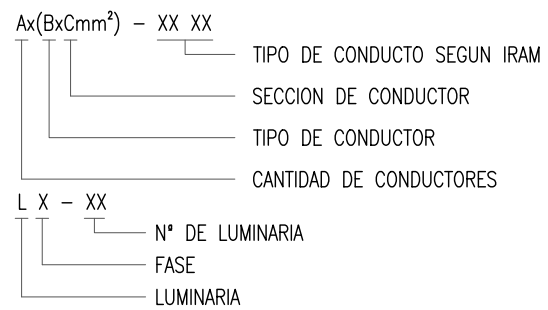 Ax(BxCmm²) - XX XX
TIPO DE CONDUCTO SEGUN IRAM
SECCION DE CONDUCTOR
TIPO DE CONDUCTOR
CANTIDAD DE CONDUCTORES
L X - XX
Nº DE LUMINARIA
FASE
LUMINARIA